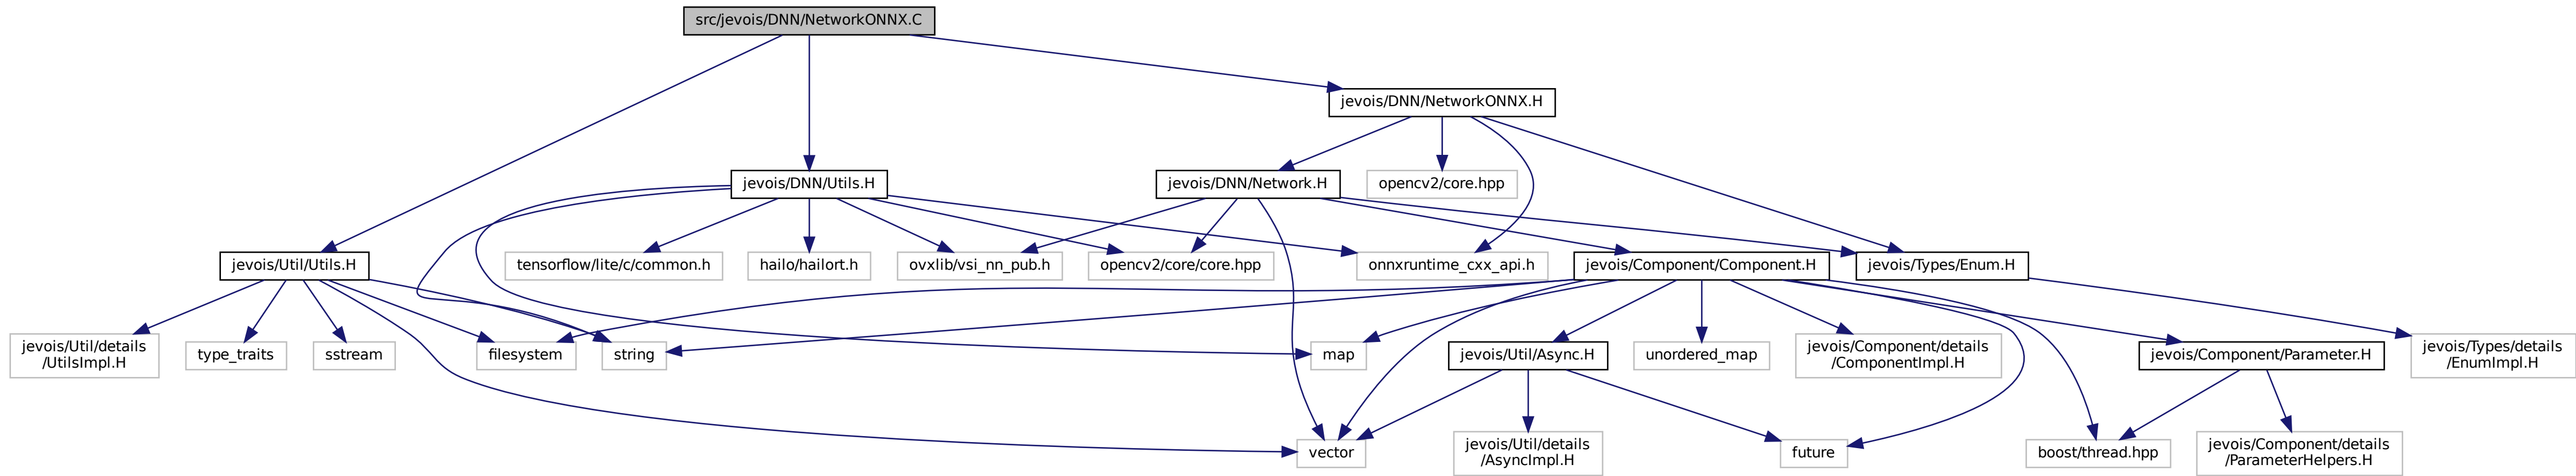 src/jevois/DNN/NetworkONNX.C
jevois/DNN/NetworkONNX.H
jevois/DNN/Utils.H
jevois/DNN/Network.H
opencv2/core.hpp
jevois/Util/Utils.H
tensorflow/lite/c/common.h
hailo/hailort.h
ovxlib/vsi_nn_pub.h
opencv2/core/core.hpp
onnxruntime_cxx_api.h
jevois/Component/Component.H
jevois/Types/Enum.H
jevois/Util/details
/UtilsImpl.H
type_traits
sstream
filesystem
string
map
jevois/Util/Async.H
unordered_map
jevois/Component/details
/ComponentImpl.H
jevois/Component/Parameter.H
jevois/Types/details
/EnumImpl.H
vector
jevois/Util/details
/AsyncImpl.H
future
boost/thread.hpp
jevois/Component/details
/ParameterHelpers.H